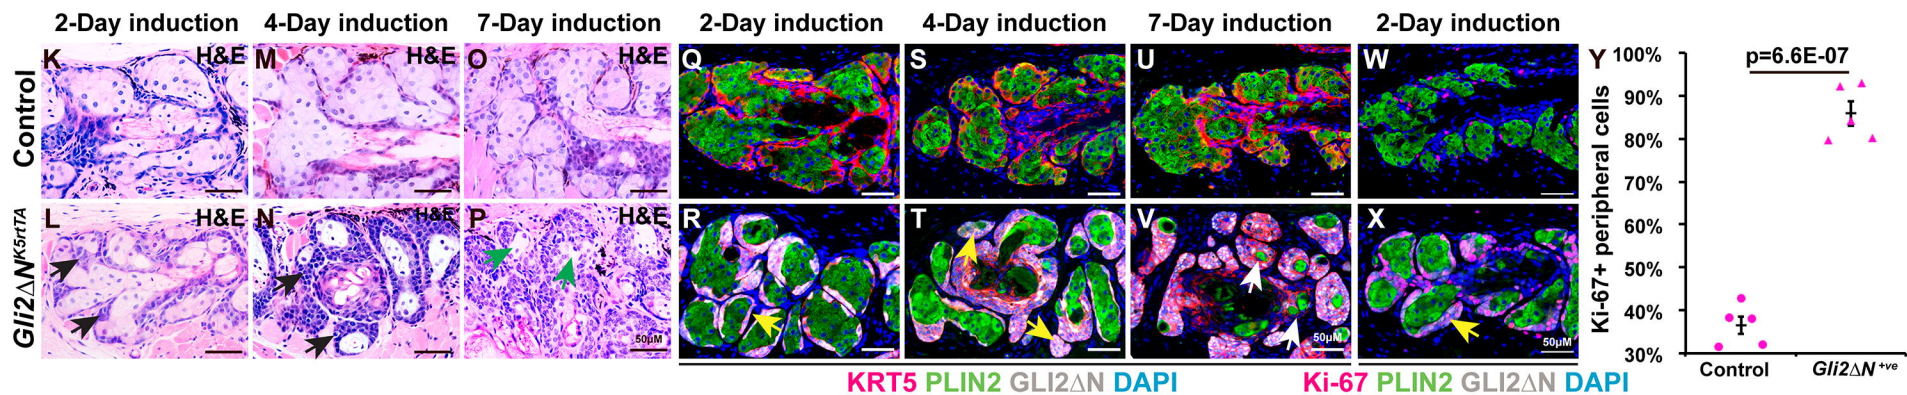 2-Day induction 4-Day induction 7-Day induction 2-Day induction 4-Day induction 7-Day induction 2-Day induction
Control
K H&E M H&E O H&E Q S U W
Gli2ΔN^K5rtTA
L H&E N H&E P H&E R T V X
50μM 50μM 50μM
KRT5 PLIN2 GLI2ΔN DAPI Ki-67 PLIN2 GLI2ΔN DAPI
Y
Ki-67+ peripheral cells
p=6.6E-07
100%
90%
80%
70%
60%
50%
40%
30%
Control Gli2ΔN +ve